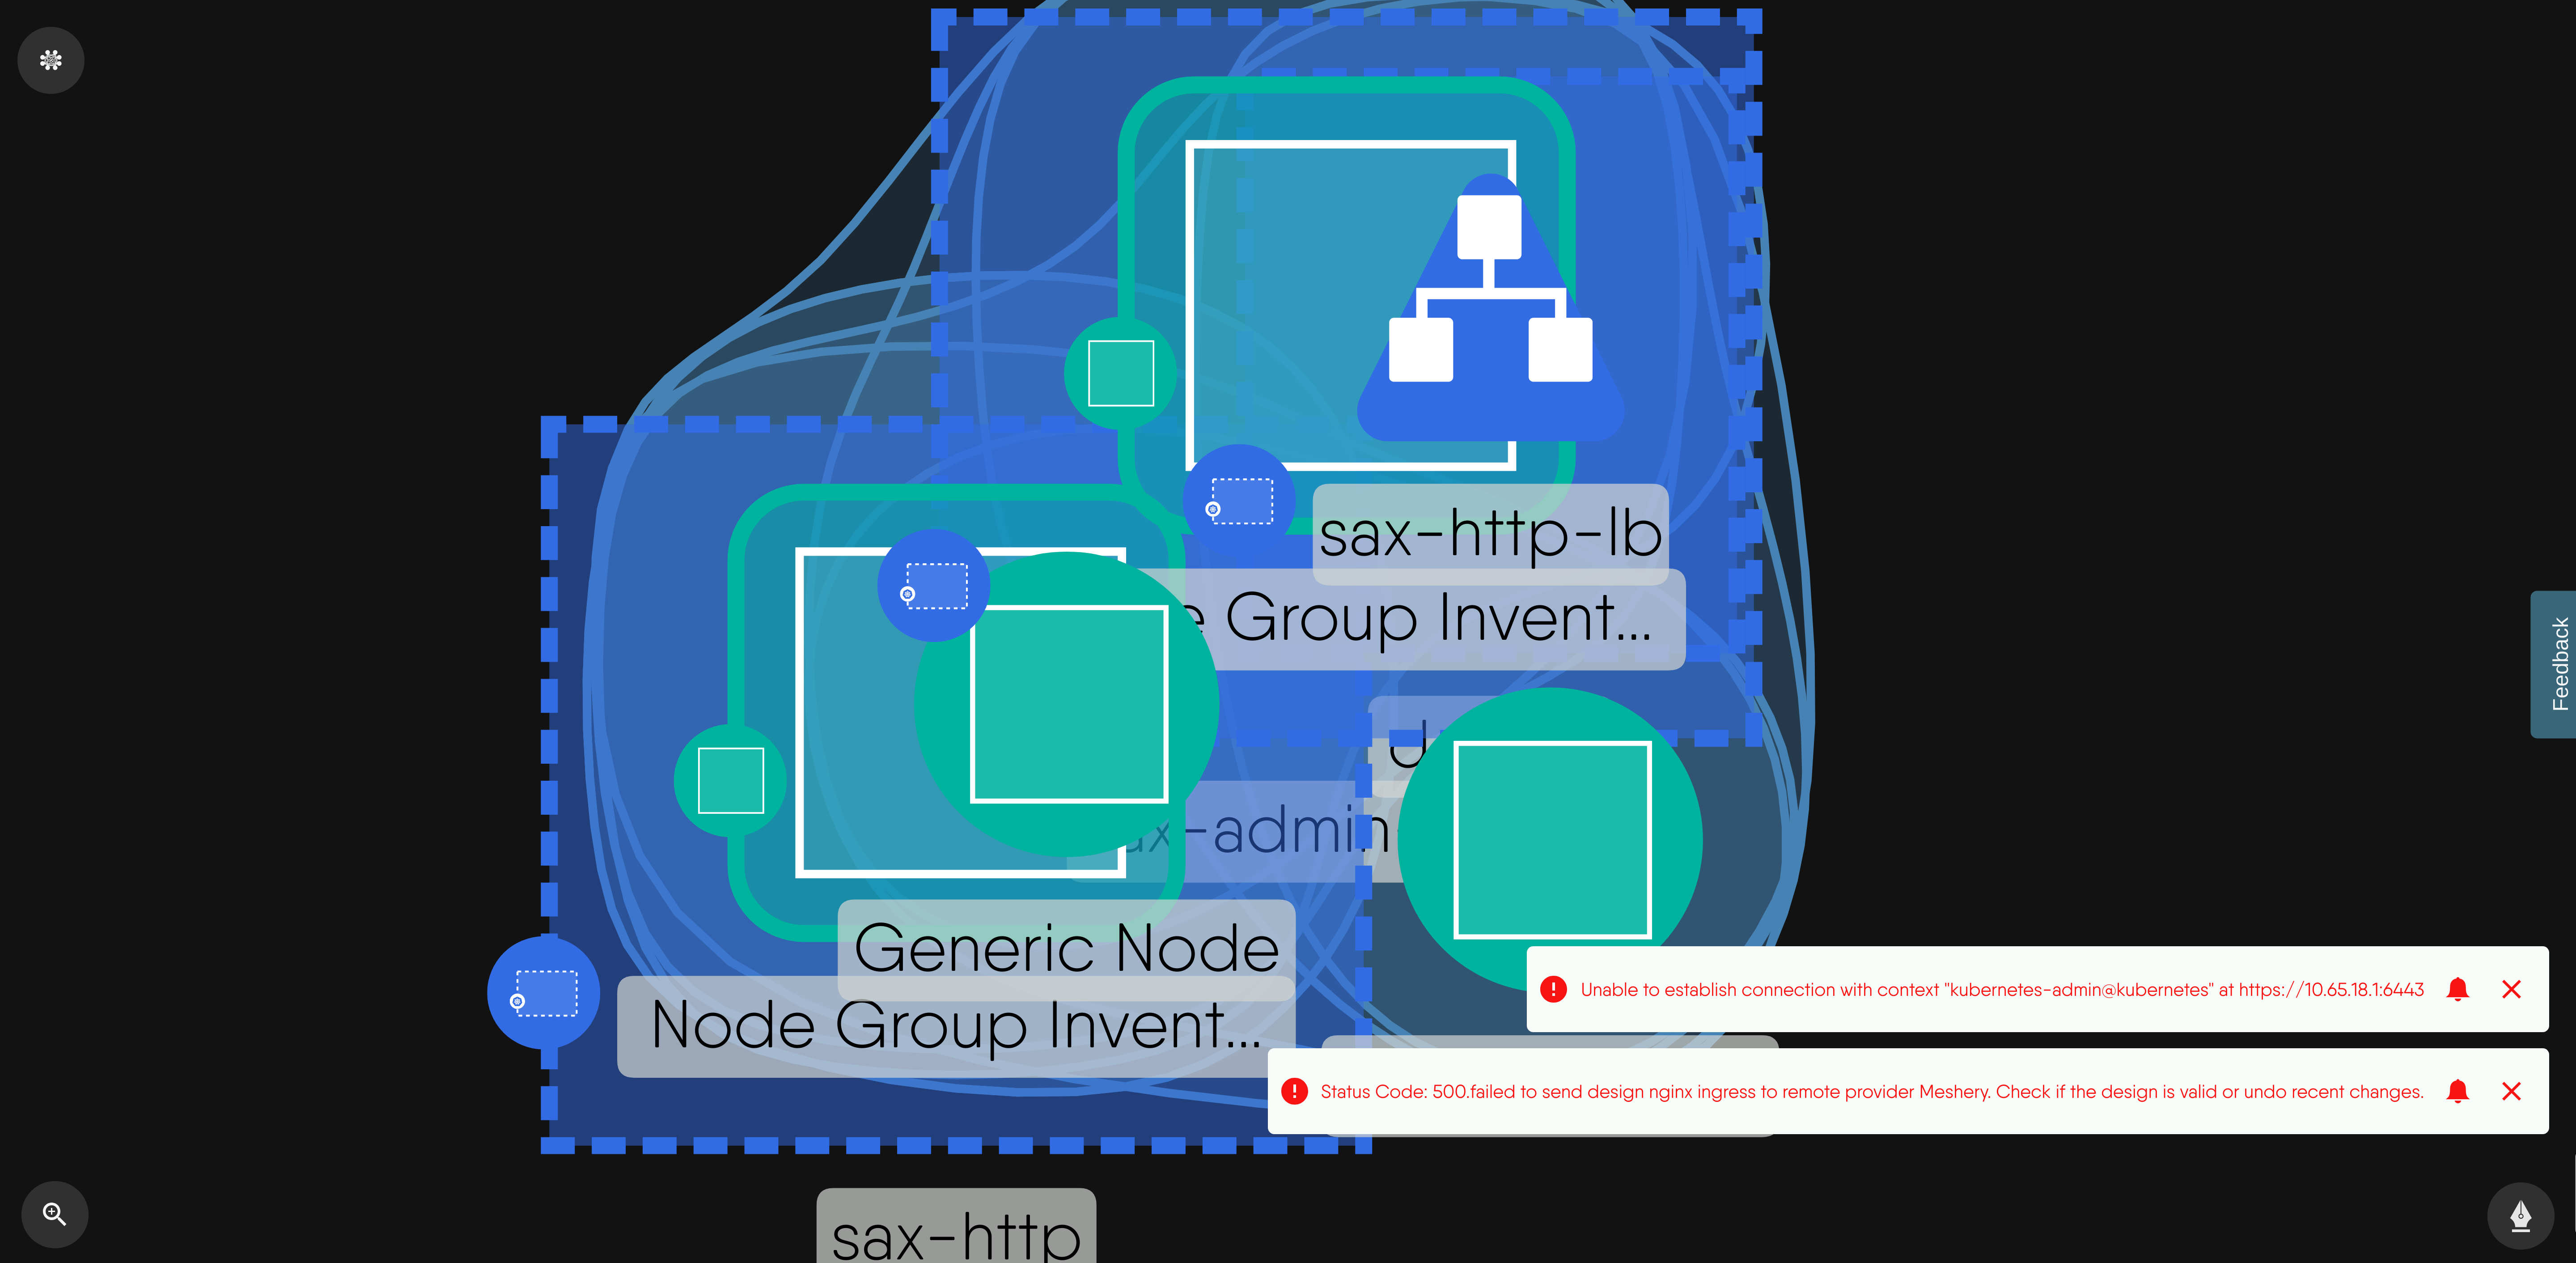 sax-http-lb
Group Invent...
Feedback
Generic Node
Node Group Invent...
Unable to establish connection with context "kubernetes-admin@kubernetes" at https://10.65.18.1:6443
Status Code: 500.failed to send design nginx ingress to remote provider Meshery. Check if the design is valid or undo recent changes.
sax-http